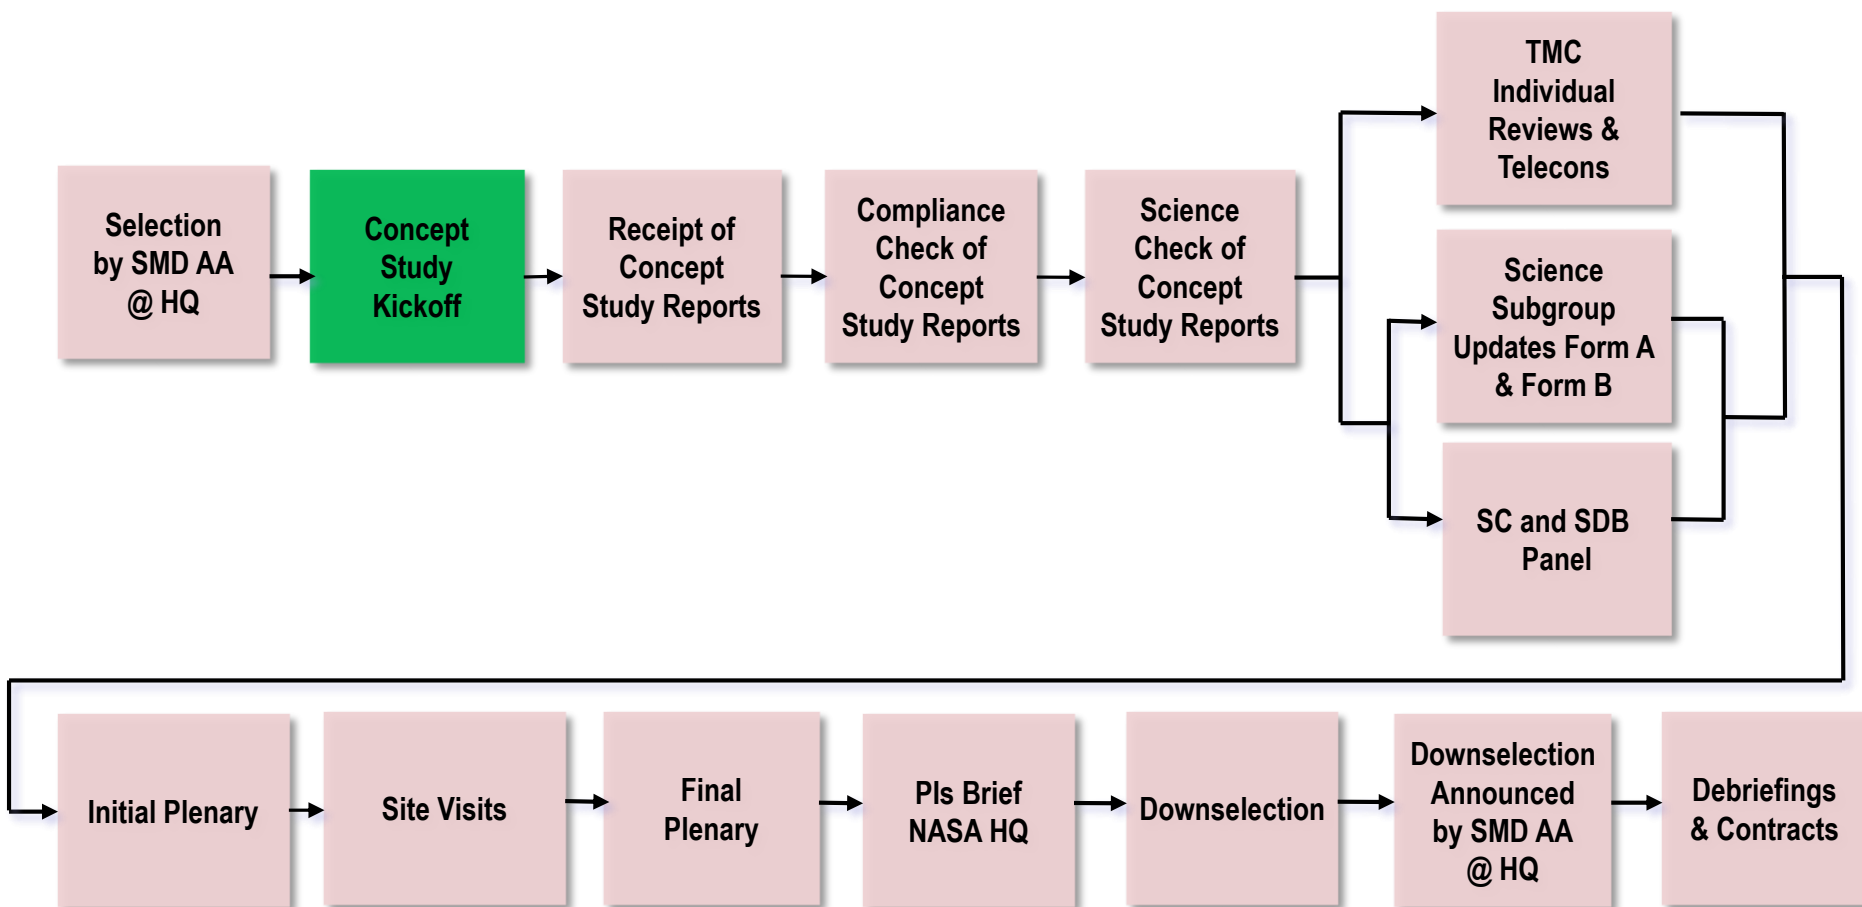 Selection
by SMD AA
@ HQ
Concept
Study
Kickoff
Receipt of
Concept
Study Reports
Compliance
Check of
Concept
Study Reports
Science
Check of
Concept
Study Reports
TMC
Individual
Reviews &
Telecons
Science
Subgroup
Updates Form A
& Form B
SC and SDB
Panel
Initial Plenary
Site Visits
Final
Plenary
PIs Brief
NASA HQ
Downselection
Downselection
Announced
by SMD AA
@ HQ
Debriefings
& Contracts